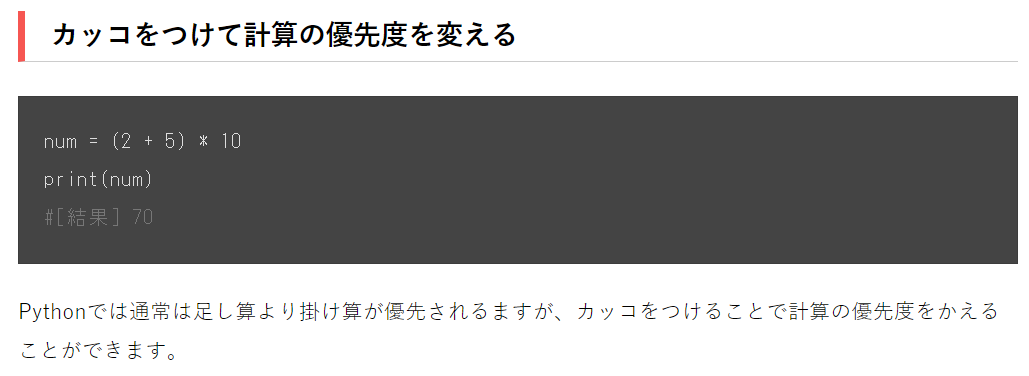 カッコをつけて計算の優先度を変える
num = (2 + 5) * 10
print(num)
#[結果] 70
Pythonでは通常は足し算より掛け算が優先されるますが、カッコをつけることで計算の優先度をかえる
ことができます。